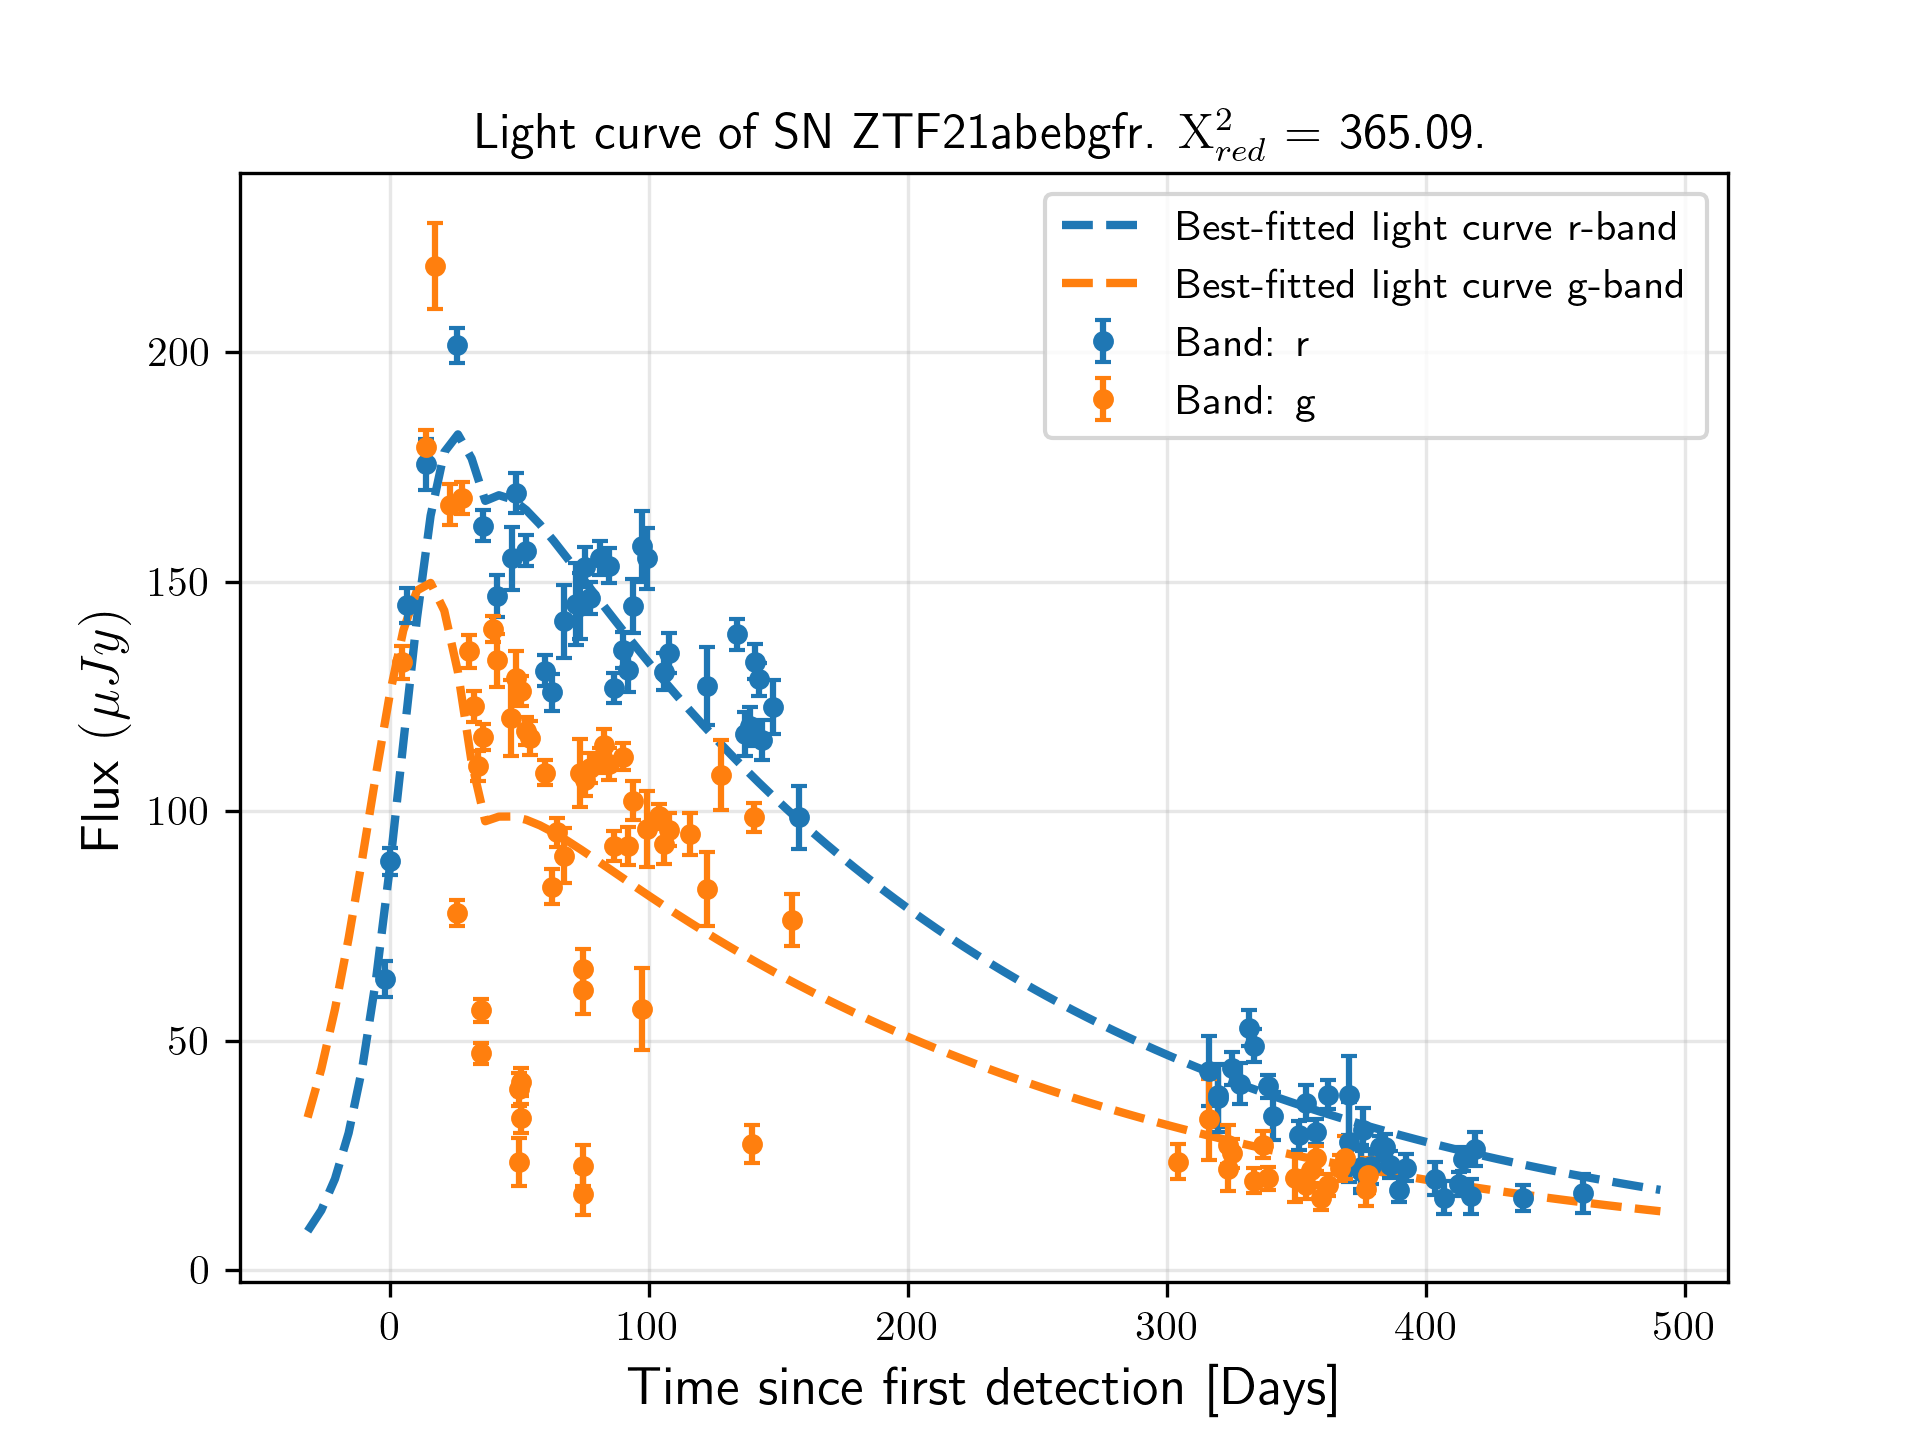 Light curve of SN ZTF21abebgfr. X²_red = 365.09.
Best-fitted light curve r-band
Best-fitted light curve g-band
Band: r
Band: g
Flux (μJy)
200
150
100
50
0
0 100 200 300 400 500
Time since first detection [Days]